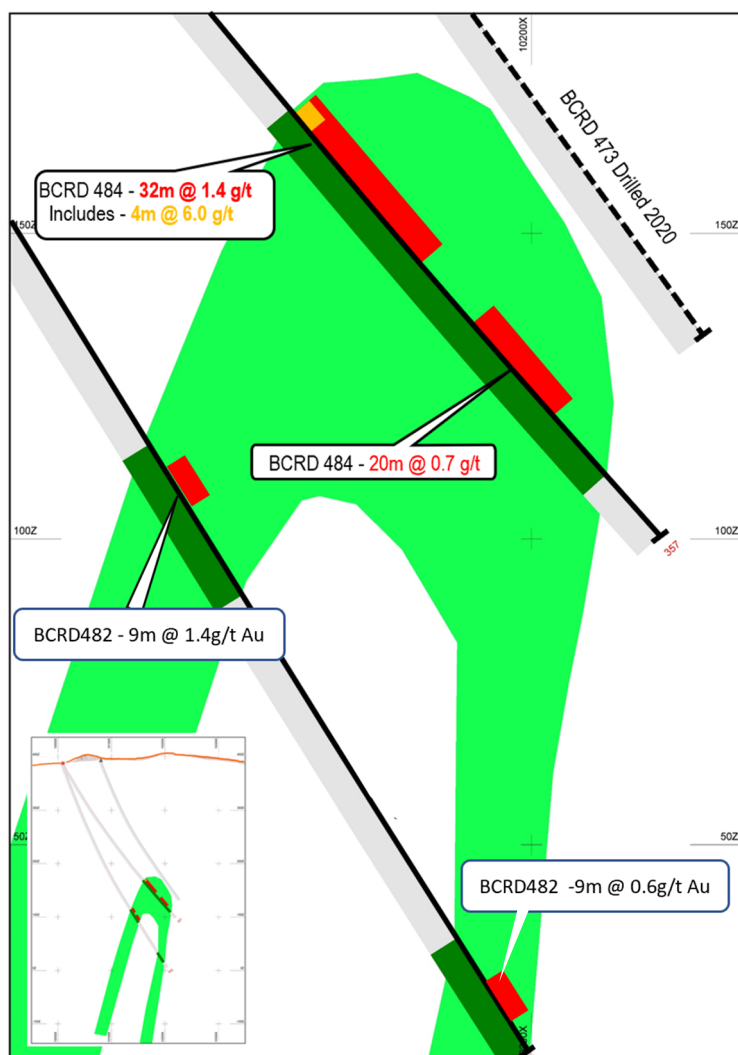 10200X
BCRD 473 Drilled 2020
BCRD 484 - 32m @ 1.4 g/t
Includes - 4m @ 6.0 g/t
150Z
150Z
BCRD 484 - 20m @ 0.7 g/t
100Z
100Z
357
BCRD482 - 9m @ 1.4g/t Au
50Z
50Z
BCRD482 -9m @ 0.6g/t Au